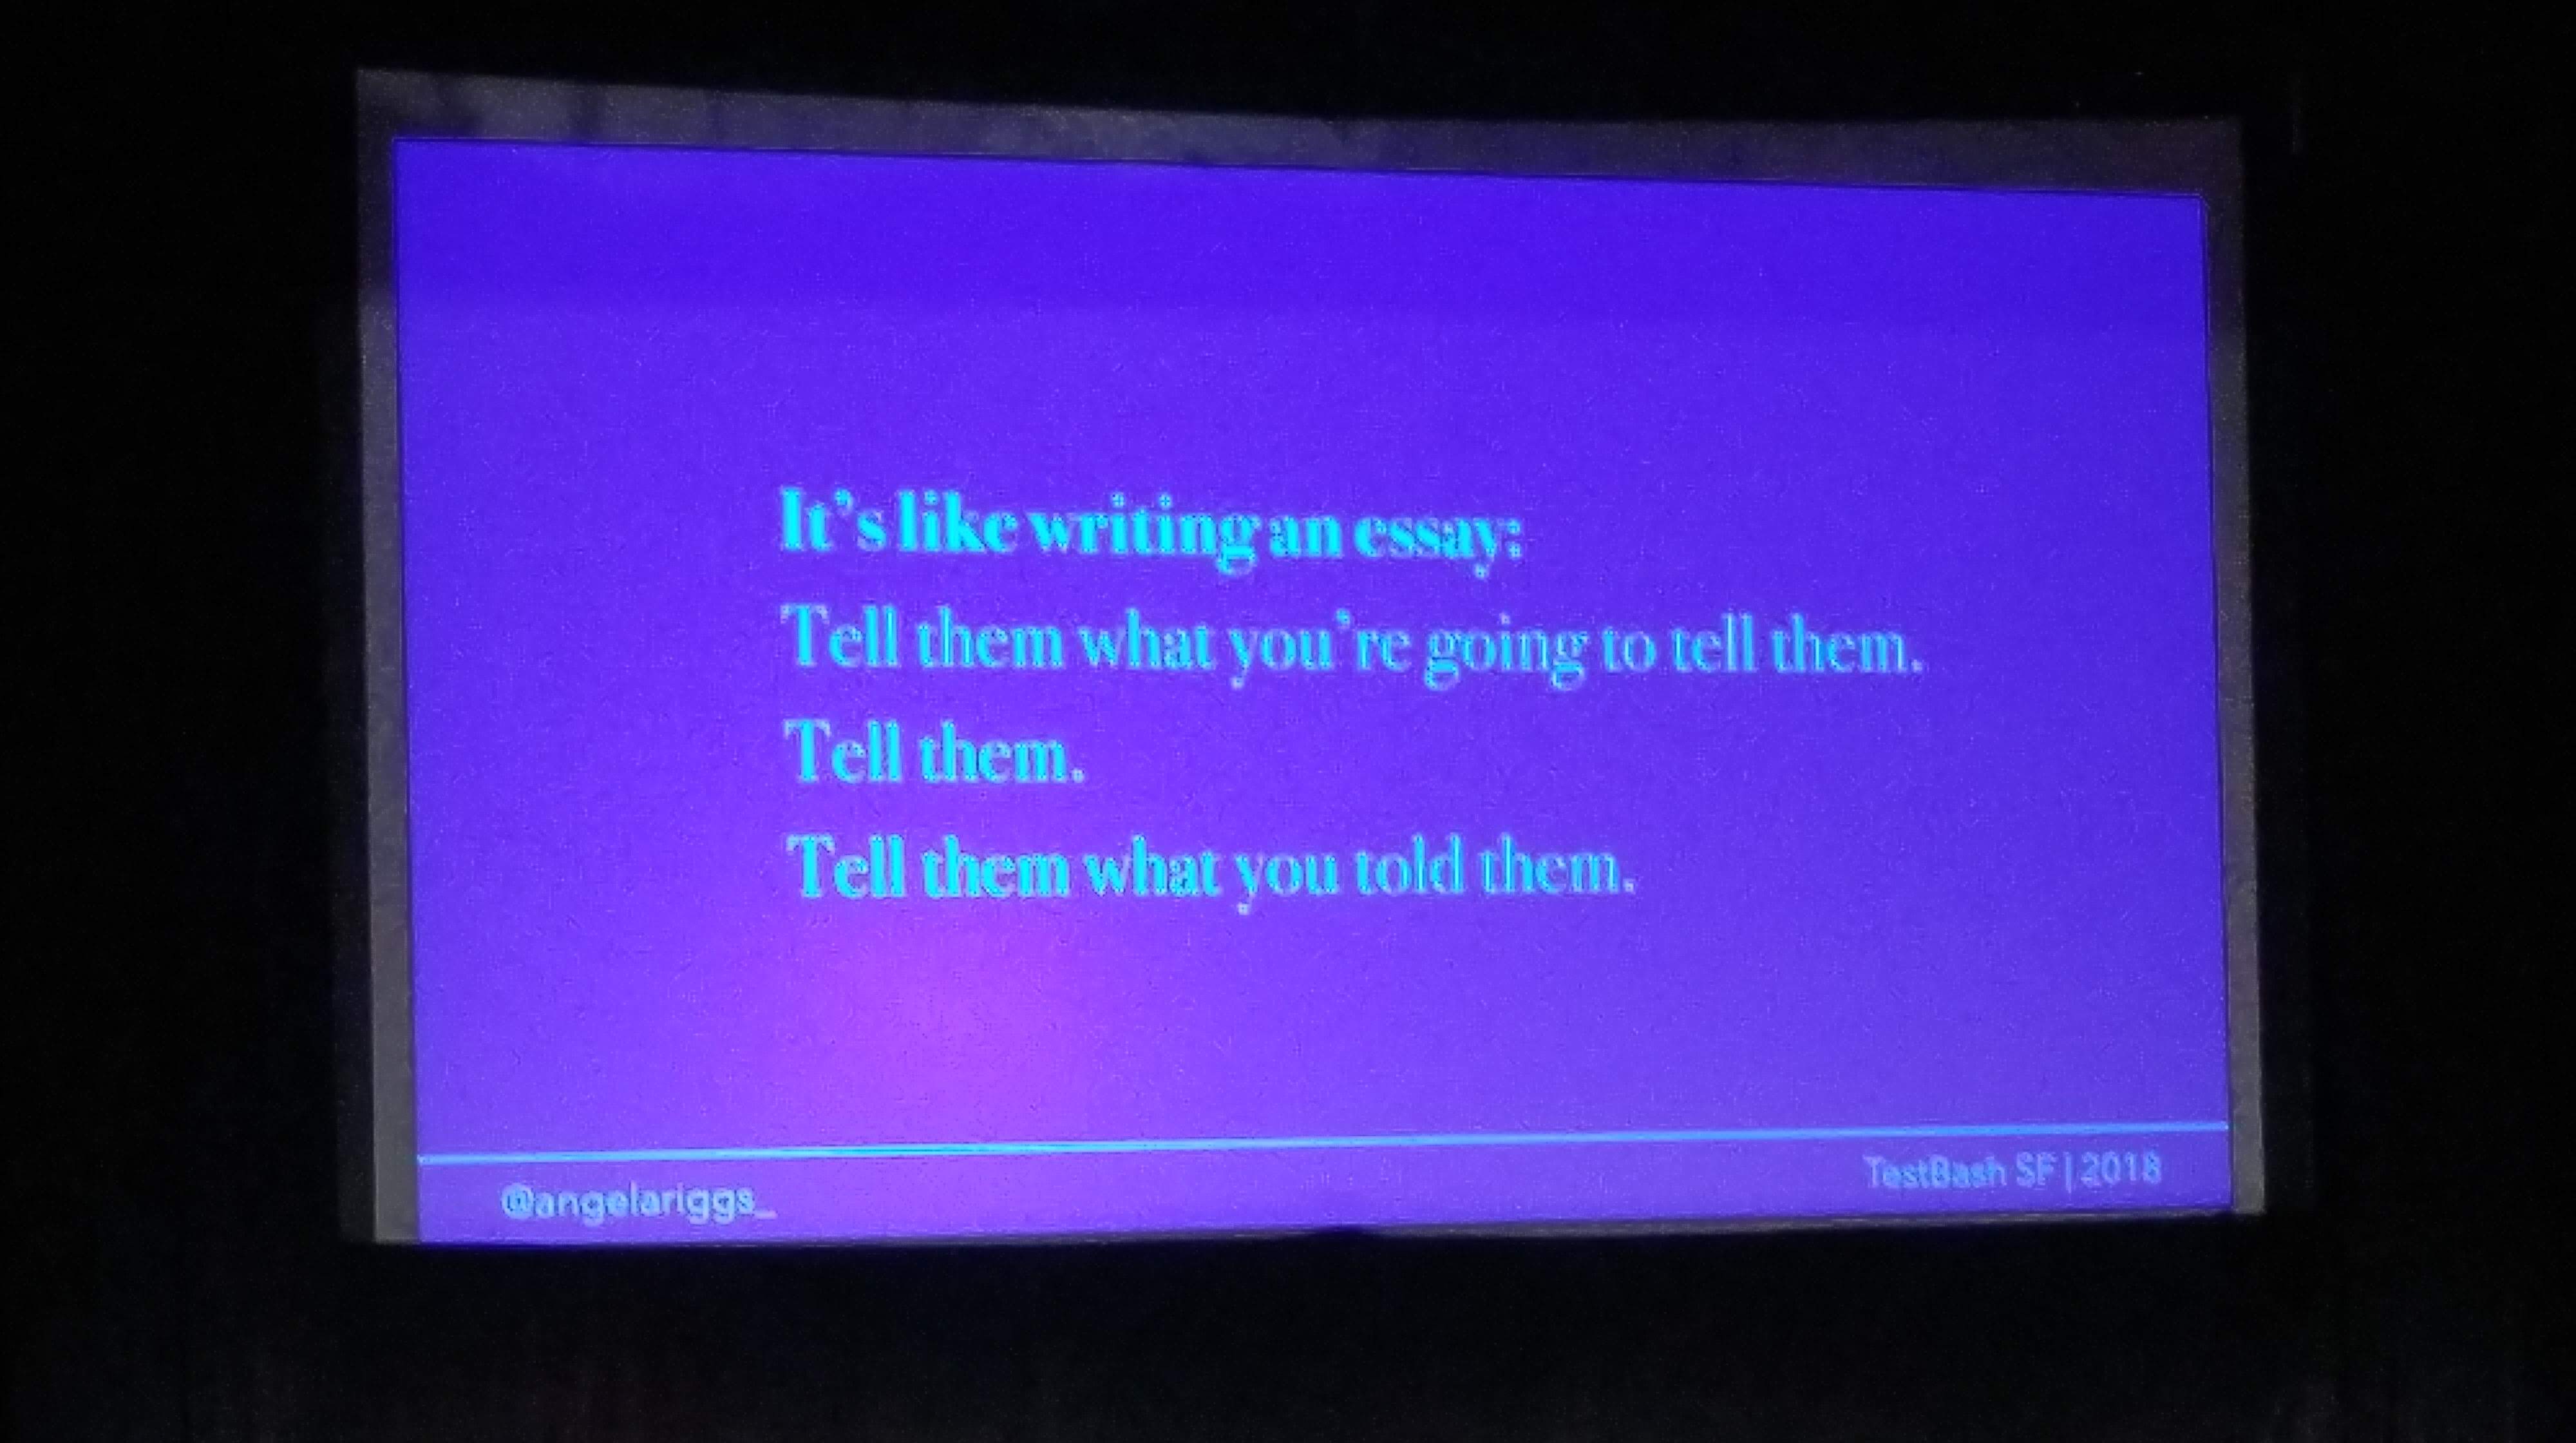 It’s like writing an essay:
Tell them what you’re going to tell them.
Tell them.
Tell them what you told them.
@angelariggs_
TestBash SF | 2018